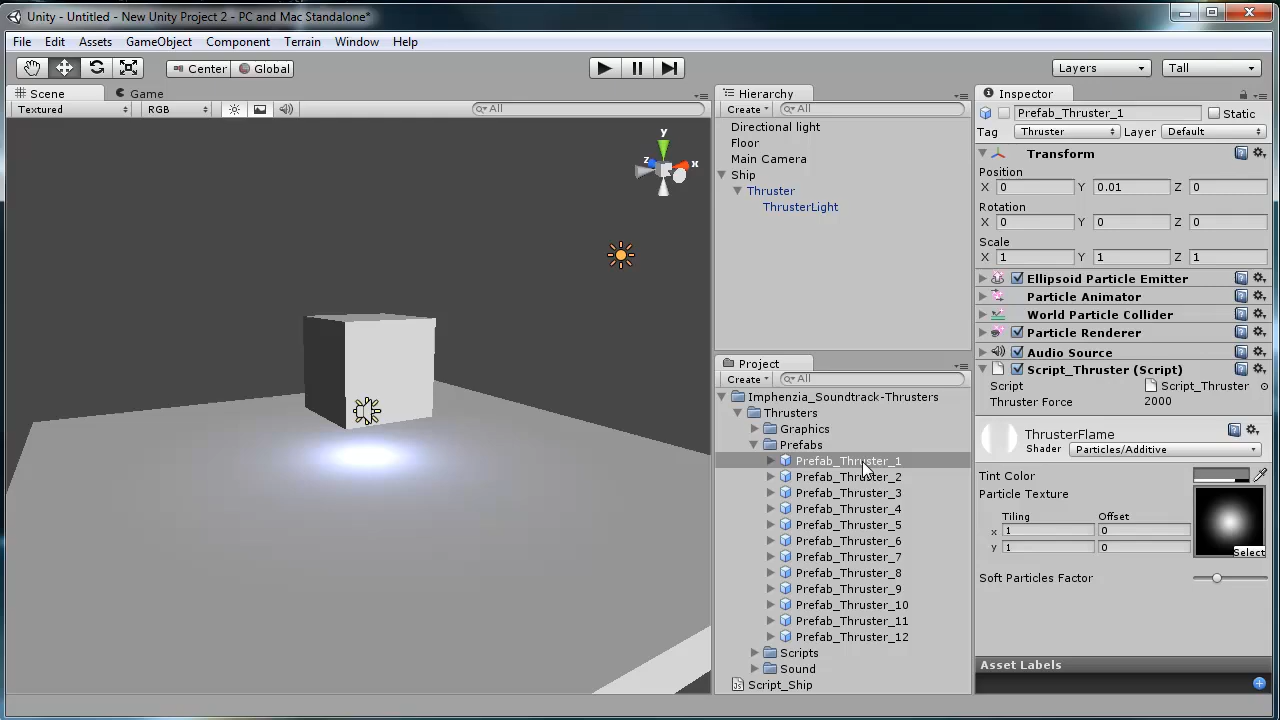 Unity - Untitled - New Unity Project 2 - PC and Mac Standalone*
File Edit Assets GameObject Component Terrain Window Help
Center Global Layers Tall
Scene Game
Textured RGB All
y
z x
Hierarchy
Create All
Directional light
Floor
Main Camera
Ship
Thruster
ThrusterLight
Project
Create All
Imphenzia_Soundtrack-Thrusters
Thrusters
Graphics
Prefabs
Prefab_Thruster_1
Prefab_Thruster_2
Prefab_Thruster_3
Prefab_Thruster_4
Prefab_Thruster_5
Prefab_Thruster_6
Prefab_Thruster_7
Prefab_Thruster_8
Prefab_Thruster_9
Prefab_Thruster_10
Prefab_Thruster_11
Prefab_Thruster_12
Scripts
Sound
Script_Ship
Inspector
Prefab_Thruster_1 Static
Tag Thruster Layer Default
Transform
Position
X 0 Y 0.01 Z 0
Rotation
X 0 Y 0 Z 0
Scale
X 1 Y 1 Z 1
Ellipsoid Particle Emitter
Particle Animator
World Particle Collider
Particle Renderer
Audio Source
Script_Thruster (Script)
Script Script_Thruster
Thruster Force 2000
ThrusterFlame
Shader Particles/Additive
Tint Color
Particle Texture
Tiling Offset
x 1 0
y 1 0
Select
Soft Particles Factor
Asset Labels